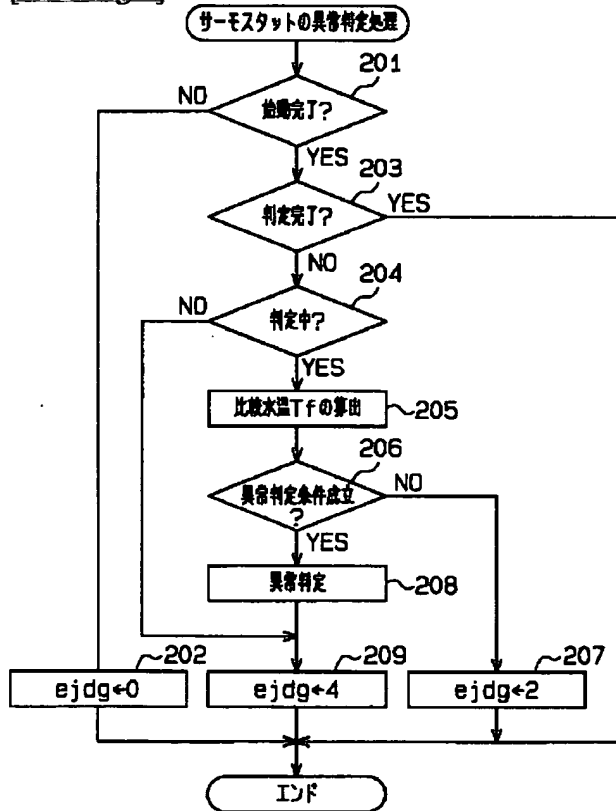 サーモスタットの異常判定処理
201
NO
始動完了?
YES
203
判定完了?
YES
NO
204
NO
判定中?
YES
比較水温Tfの算出
205
206
異常判定条件成立
?
NO
YES
異常判定
208
202
209
207
ejdg←0
ejdg←4
ejdg←2
エンド